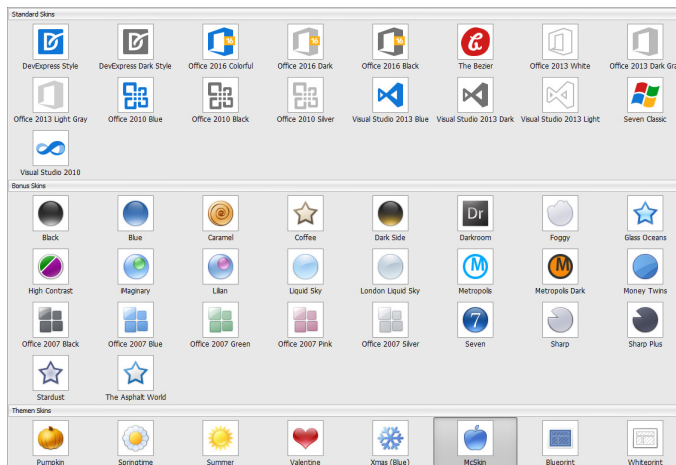 Standard Skins
DevExpress Style DevExpress Dark Style Office 2016 Colorful Office 2016 Dark Office 2016 Black The Bezier Office 2013 White Office 2013 Dark Gra
16 16 16
Office 2013 Light Gray Office 2010 Blue Office 2010 Black Office 2010 Silver Visual Studio 2013 Blue Visual Studio 2013 Dark Visual Studio 2013 Light Seven Classic
Visual Studio 2010
Bonus Skins
Dr
Black Blue Caramel Coffee Dark Side Darkroom Foggy Glass Oceans
M M
High Contrast iMaginary Lilian Liquid Sky London Liquid Sky Metropolis Metropolis Dark Money Twins
7
Office 2007 Black Office 2007 Blue Office 2007 Green Office 2007 Pink Office 2007 Silver Seven Sharp Sharp Plus
Stardust The Asphalt World
Themen Skins
Pumpkin Springtime Summer Valentine Xmas (Blue) McSkin Blueprint Whiteprint